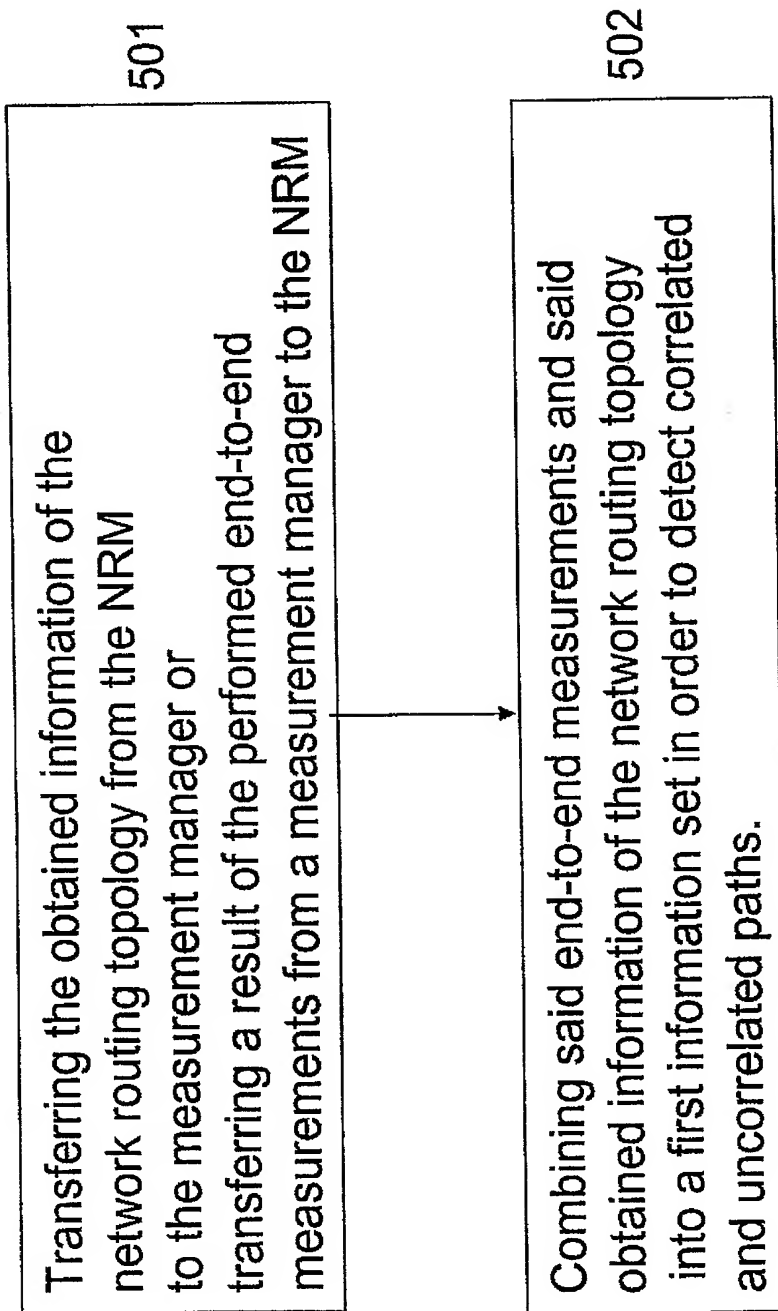 Transferring the obtained information of the
network routing topology from the NRM
to the measurement manager or
transferring a result of the performed end-to-end
measurements from a measurement manager to the NRM
501
Combining said end-to-end measurements and said
obtained information of the network routing topology
into a first information set in order to detect correlated
and uncorrelated paths.
502